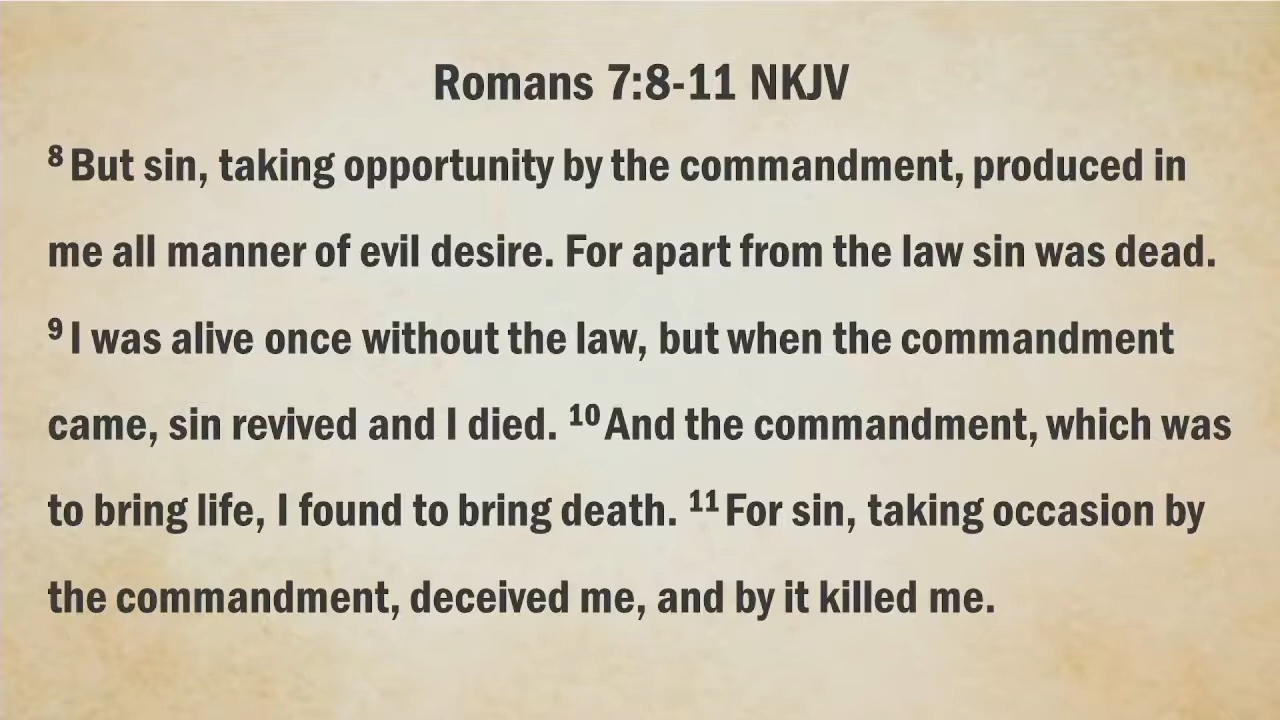 Romans 7:8-11 NKJV
⁸ But sin, taking opportunity by the commandment, produced in
me all manner of evil desire. For apart from the law sin was dead.
⁹ I was alive once without the law, but when the commandment
came, sin revived and I died. ¹⁰ And the commandment, which was
to bring life, I found to bring death. ¹¹ For sin, taking occasion by
the commandment, deceived me, and by it killed me.